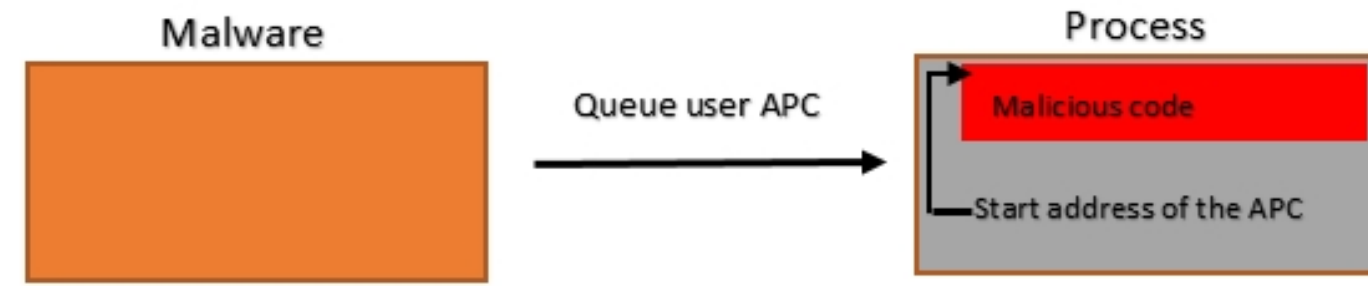 Malware
Process
Queue user APC
Malicious code
Start address of the APC